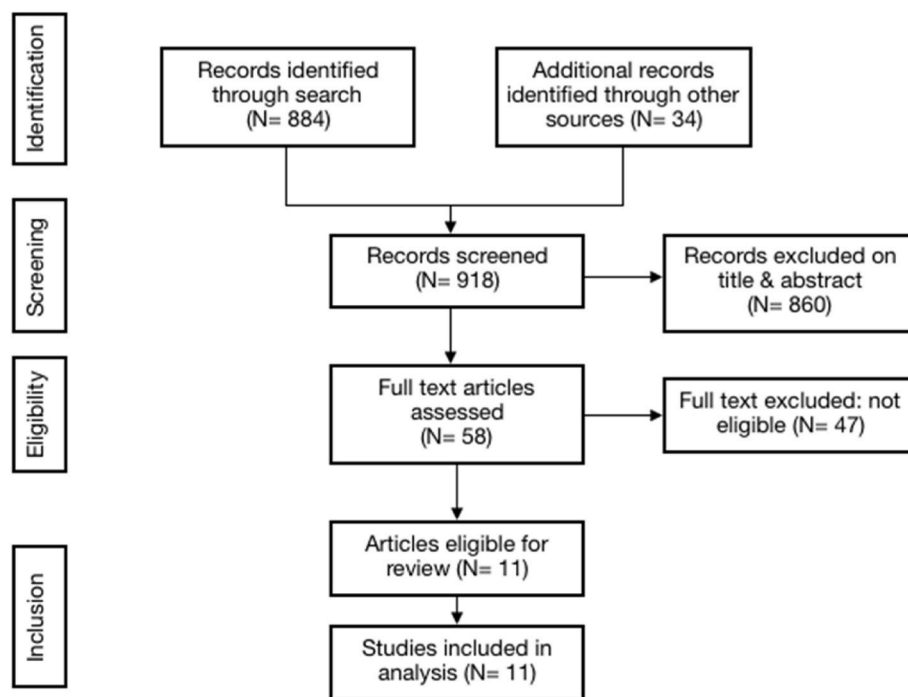 Identification
Records identified
through search
(N= 884)
Additional records
identified through other
sources (N= 34)
Screening
Records screened
(N= 918)
Records excluded on
title & abstract
(N= 860)
Eligibility
Full text articles
assessed
(N= 58)
Full text excluded: not
eligible (N= 47)
Inclusion
Articles eligible for
review (N= 11)
Studies included in
analysis (N= 11)